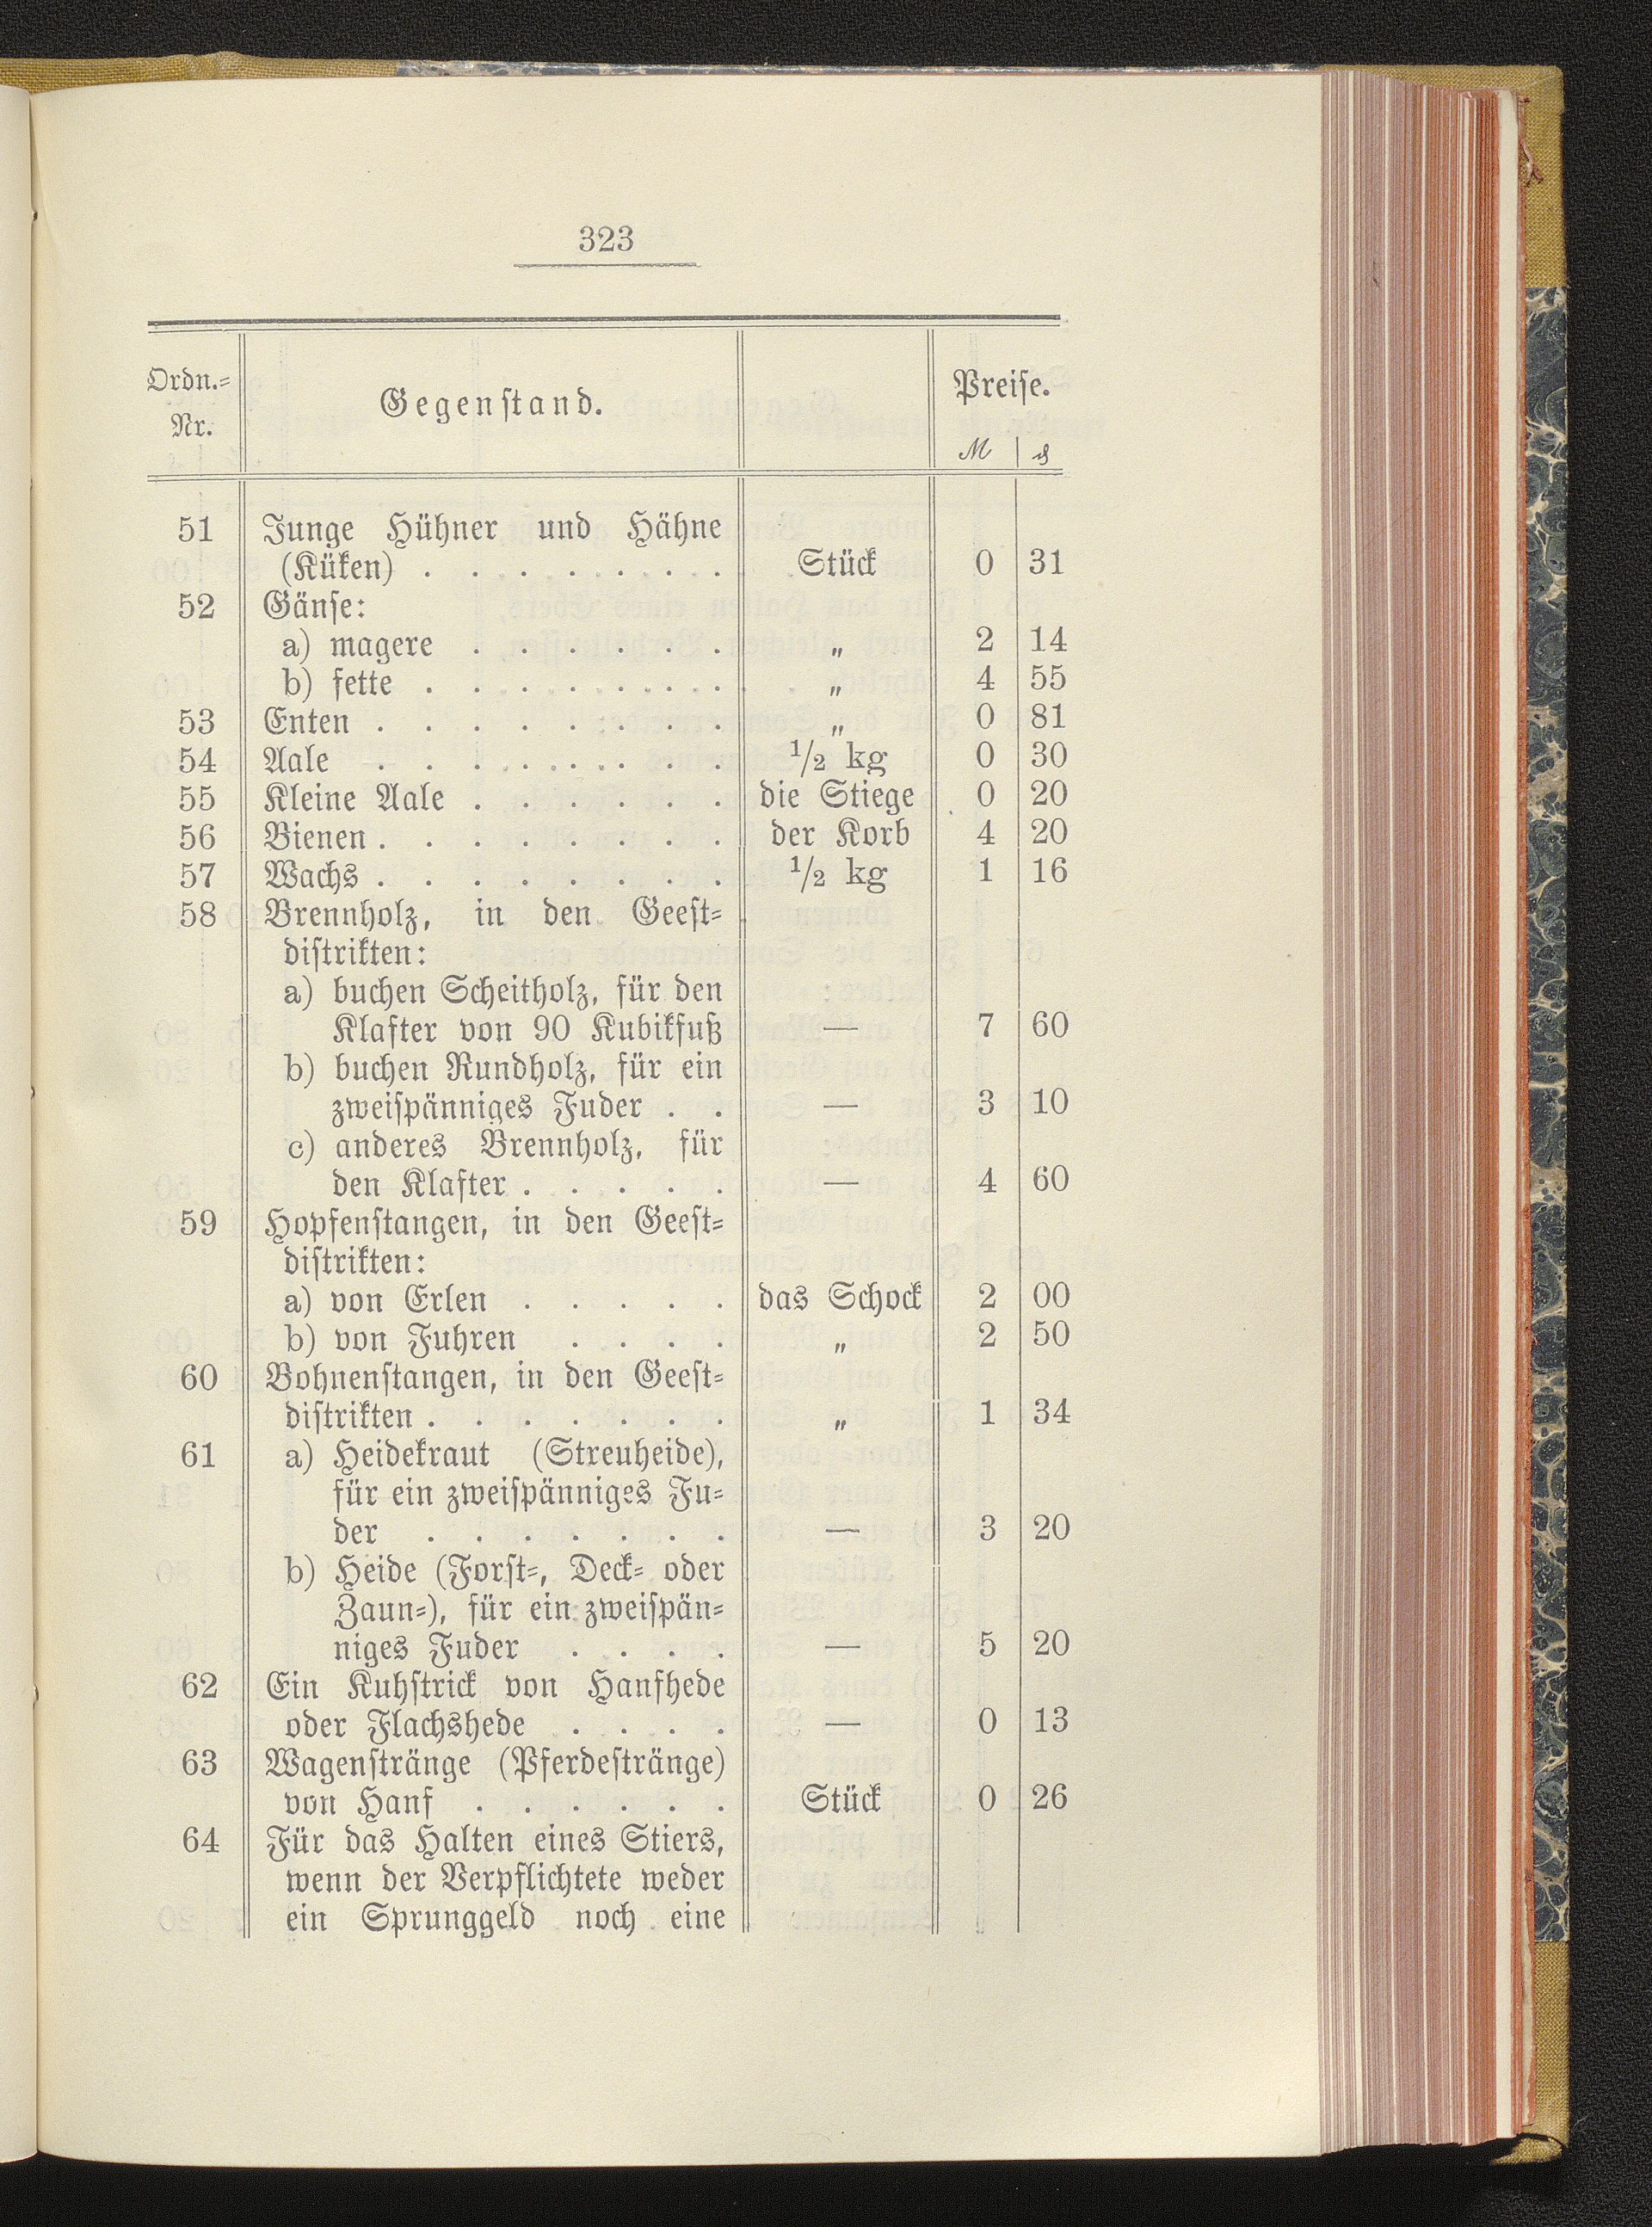 323
Ordn.= Gegenstand. Preise.
Nr.
ℳ ₰
51 Junge Hühner und Hähne
(Küken) . . . . . . . Stück 0 31
52 Gänse:
a) magere . . . . . . „ 2 14
b) fette . . . . . . . „ 4 55
53 Enten . . . . . . . . „ 0 81
54 Aale . . . . . . . . 1/2 kg 0 30
55 Kleine Aale . . . . . . die Stiege 0 20
56 Bienen . . . . . . . . der Korb 4 20
57 Wachs . . . . . . . . 1/2 kg 1 16
58 Brennholz, in den Geest=
distrikten:
a) buchen Scheitholz, für den
Klafter von 90 Kubikfuß — 7 60
b) buchen Rundholz, für ein
zweispänniges Fuder . . — 3 10
c) anderes Brennholz, für
den Klafter . . . . . — 4 60
59 Hopfenstangen, in den Geest=
distrikten:
a) von Erlen . . . . . das Schock 2 00
b) von Fuhren . . . . „ 2 50
60 Bohnenstangen, in den Geest=
distrikten . . . . . . . „ 1 34
61 a) Heidekraut (Streuheide),
für ein zweispänniges Fu=
der . . . . . . . — 3 20
b) Heide (Forst=, Deck= oder
Zaun=), für ein zweispän=
niges Fuder . . . . — 5 20
62 Ein Kuhstrick von Hanfhede
oder Flachshede . . . . — 0 13
63 Wagenstränge (Pferdestränge)
von Hanf . . . . . . Stück 0 26
64 Für das Halten eines Stiers,
wenn der Verpflichtete weder
ein Sprunggeld noch eine